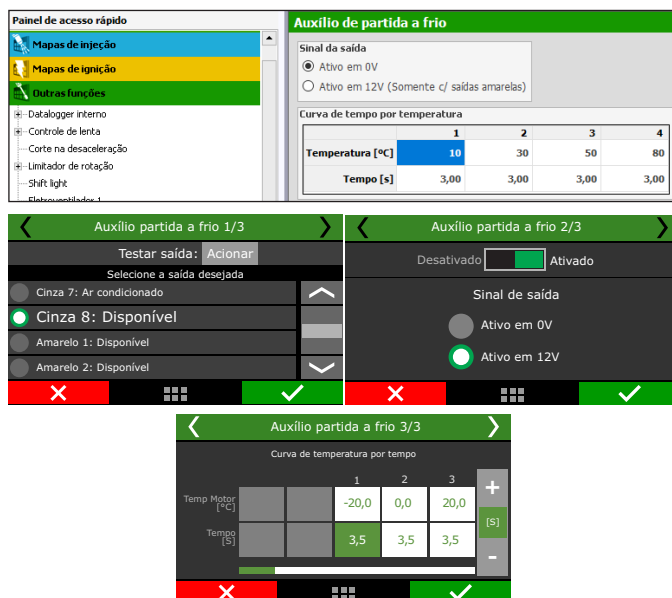 Painel de acesso rápido
Mapas de injeção
Mapas de ignição
Outras funções
Datalogger interno
Controle de lenta
Corte na desaceleração
Limitador de rotação
Shift light
Eletroventilador 1
Auxílio de partida a frio
Sinal da saída
Ativo em 0V
Ativo em 12V (Somente c/ saídas amarelas)
Curva de tempo por temperatura
1 2 3 4
Temperatura [ºC] 10 30 50 80
Tempo [s] 3,00 3,00 3,00 3,00
Auxílio partida a frio 1/3
Testar saída: Acionar
Selecione a saída desejada
Cinza 7: Ar condicionado
Cinza 8: Disponível
Amarelo 1: Disponível
Amarelo 2: Disponível
Auxílio partida a frio 2/3
Desativado Ativado
Sinal de saída
Ativo em 0V
Ativo em 12V
Auxílio partida a frio 3/3
Curva de temperatura por tempo
1 2 3
Temp Motor
[ºC]
-20,0 0,0 20,0
Tempo
[S]
3,5 3,5 3,5
+
[S]
-